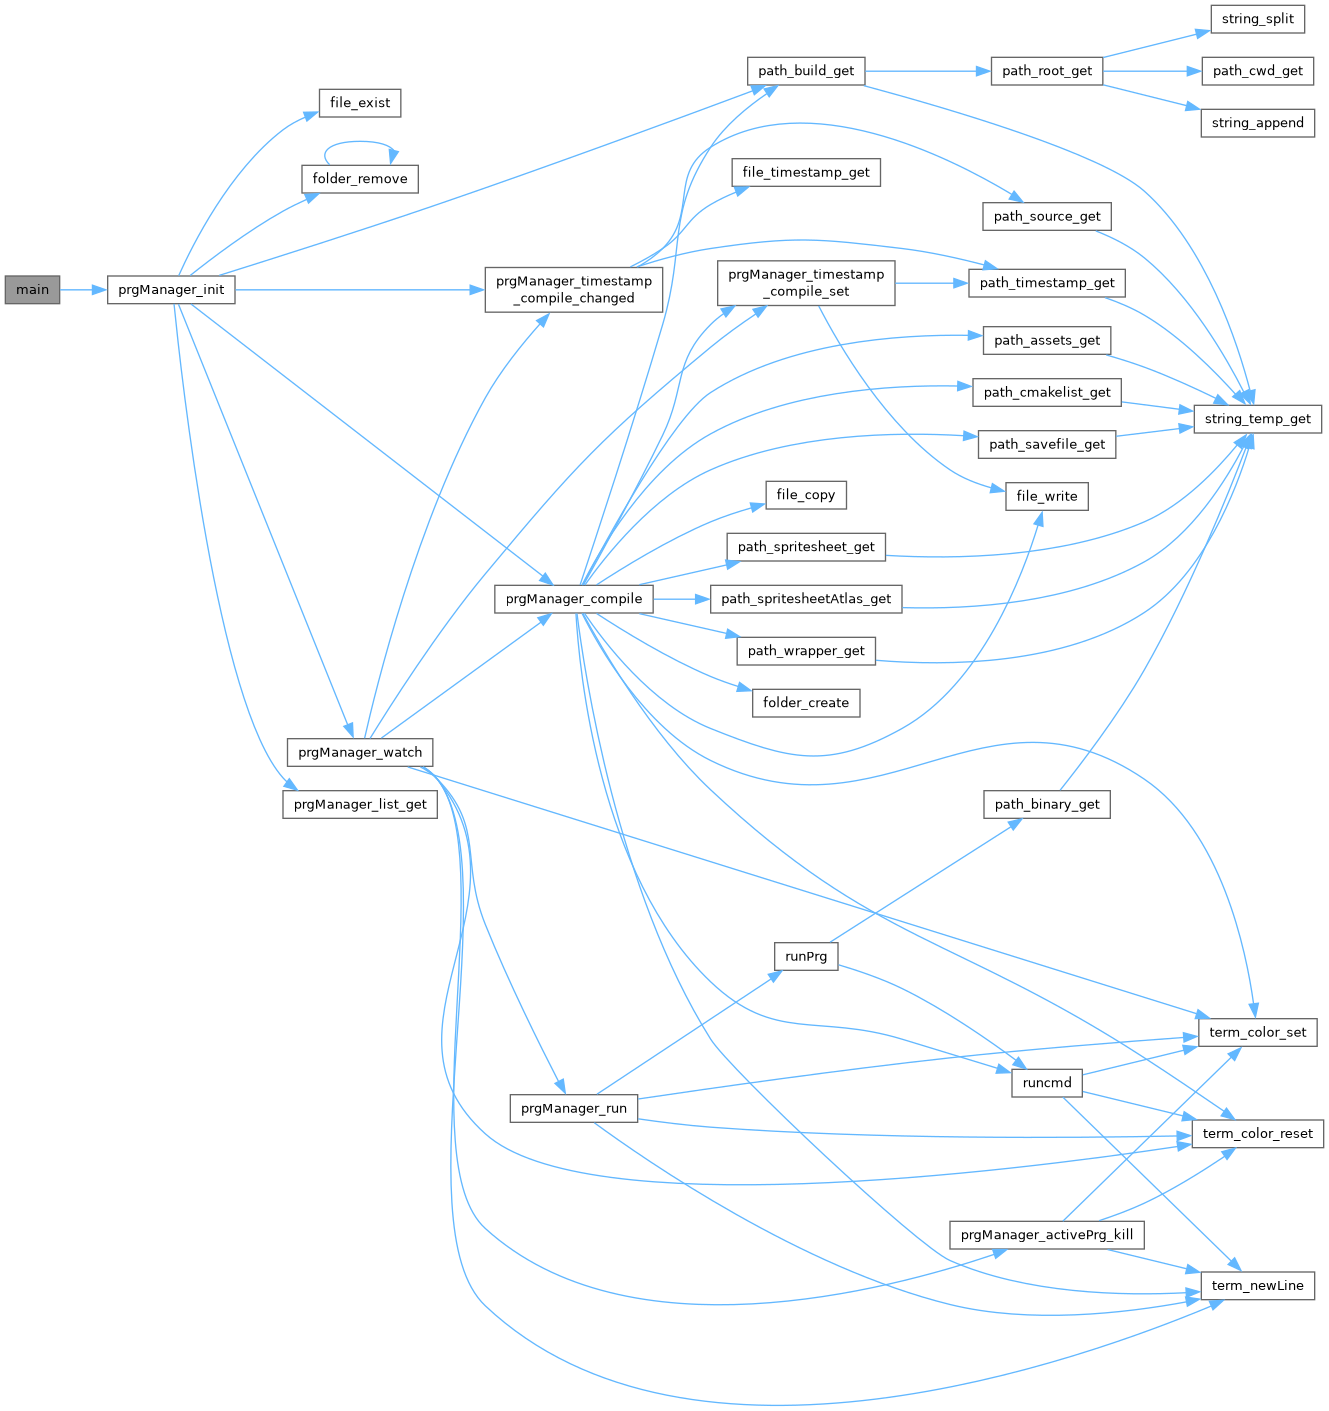 string_split
path_build_get
path_root_get
path_cwd_get
file_exist
string_append
folder_remove
file_timestamp_get
path_source_get
main
prgManager_init
prgManager_timestamp
_compile_changed
prgManager_timestamp
_compile_set
path_timestamp_get
path_assets_get
path_cmakelist_get
string_temp_get
path_savefile_get
file_copy
file_write
path_spritesheet_get
prgManager_compile
path_spritesheetAtlas_get
path_wrapper_get
folder_create
prgManager_watch
prgManager_list_get
path_binary_get
runPrg
term_color_set
runcmd
prgManager_run
term_color_reset
prgManager_activePrg_kill
term_newLine